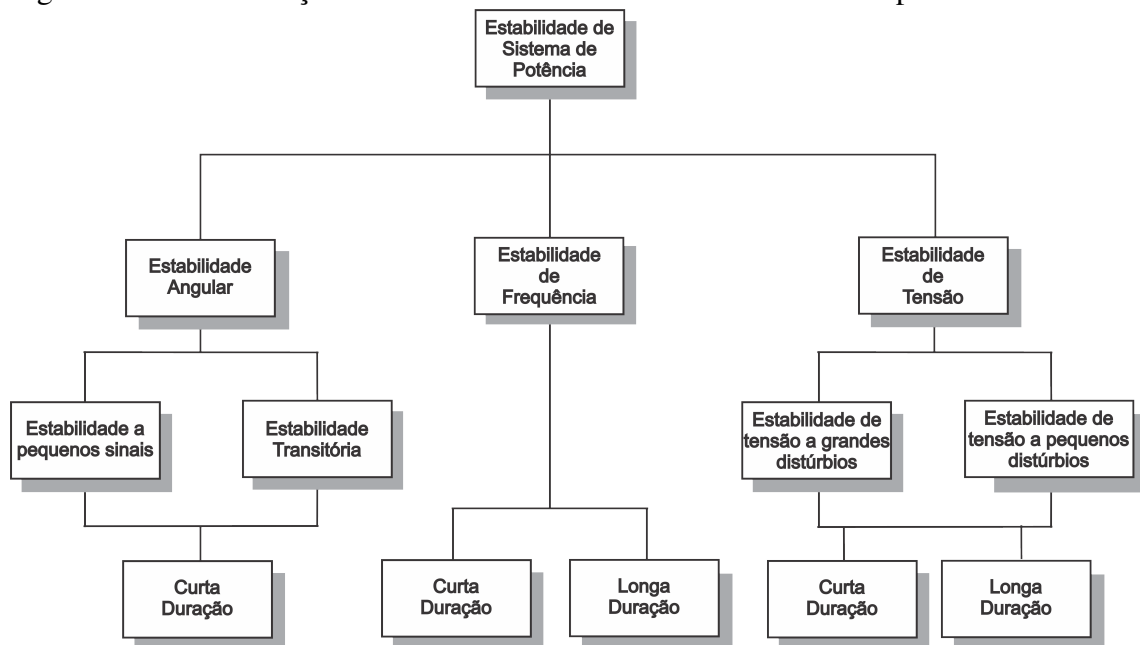 Estabilidade de
Sistema de
Potência
Estabilidade
Angular
Estabilidade
de
Frequência
Estabilidade
de
Tensão
Estabilidade a
pequenos sinais
Estabilidade
Transitória
Estabilidade de
tensão a grandes
distúrbios
Estabilidade de
tensão a pequenos
distúrbios
Curta
Duração
Curta
Duração
Longa
Duração
Curta
Duração
Longa
Duração